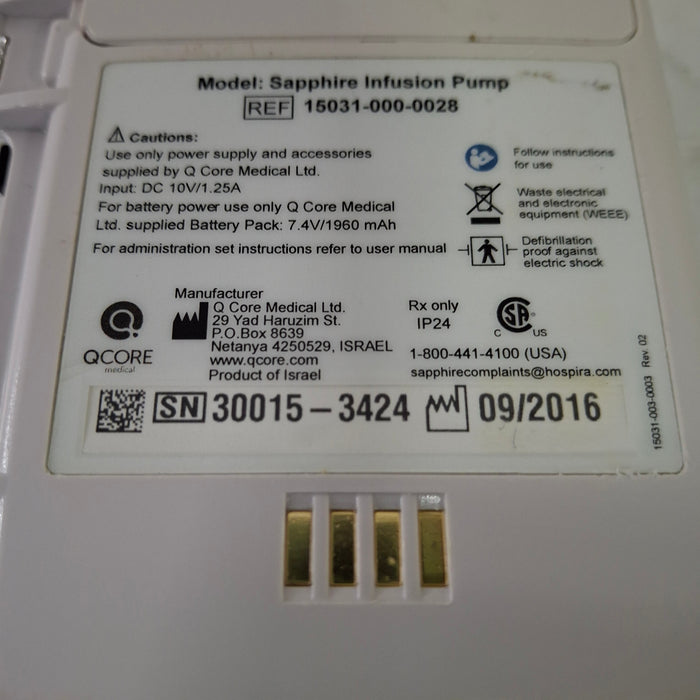 Model: Sapphire Infusion Pump
REF 15031-000-0028
Cautions:
Use only power supply and accessories
supplied by Q Core Medical Ltd.
Input: DC 10V/1.25A
For battery power use only Q Core Medical
Ltd. supplied Battery Pack: 7.4V/1960 mAh
For administration set instructions refer to user manual
Follow instructions
for use
Waste electrical
and electronic
equipment (WEEE)
Defibrillation
proof against
electric shock
QCORE
medical
Manufacturer
Q Core Medical Ltd.
29 Yad Haruzim St.
P.O.Box 8639
Netanya 4250529, ISRAEL
www.qcore.com
Product of Israel
Rx only
IP24
SA
C US
1-800-441-4100 (USA)
sapphirecomplaints@hospira.com
SN 30015-3424 09/2016
15031-003-0003 Rev. 02